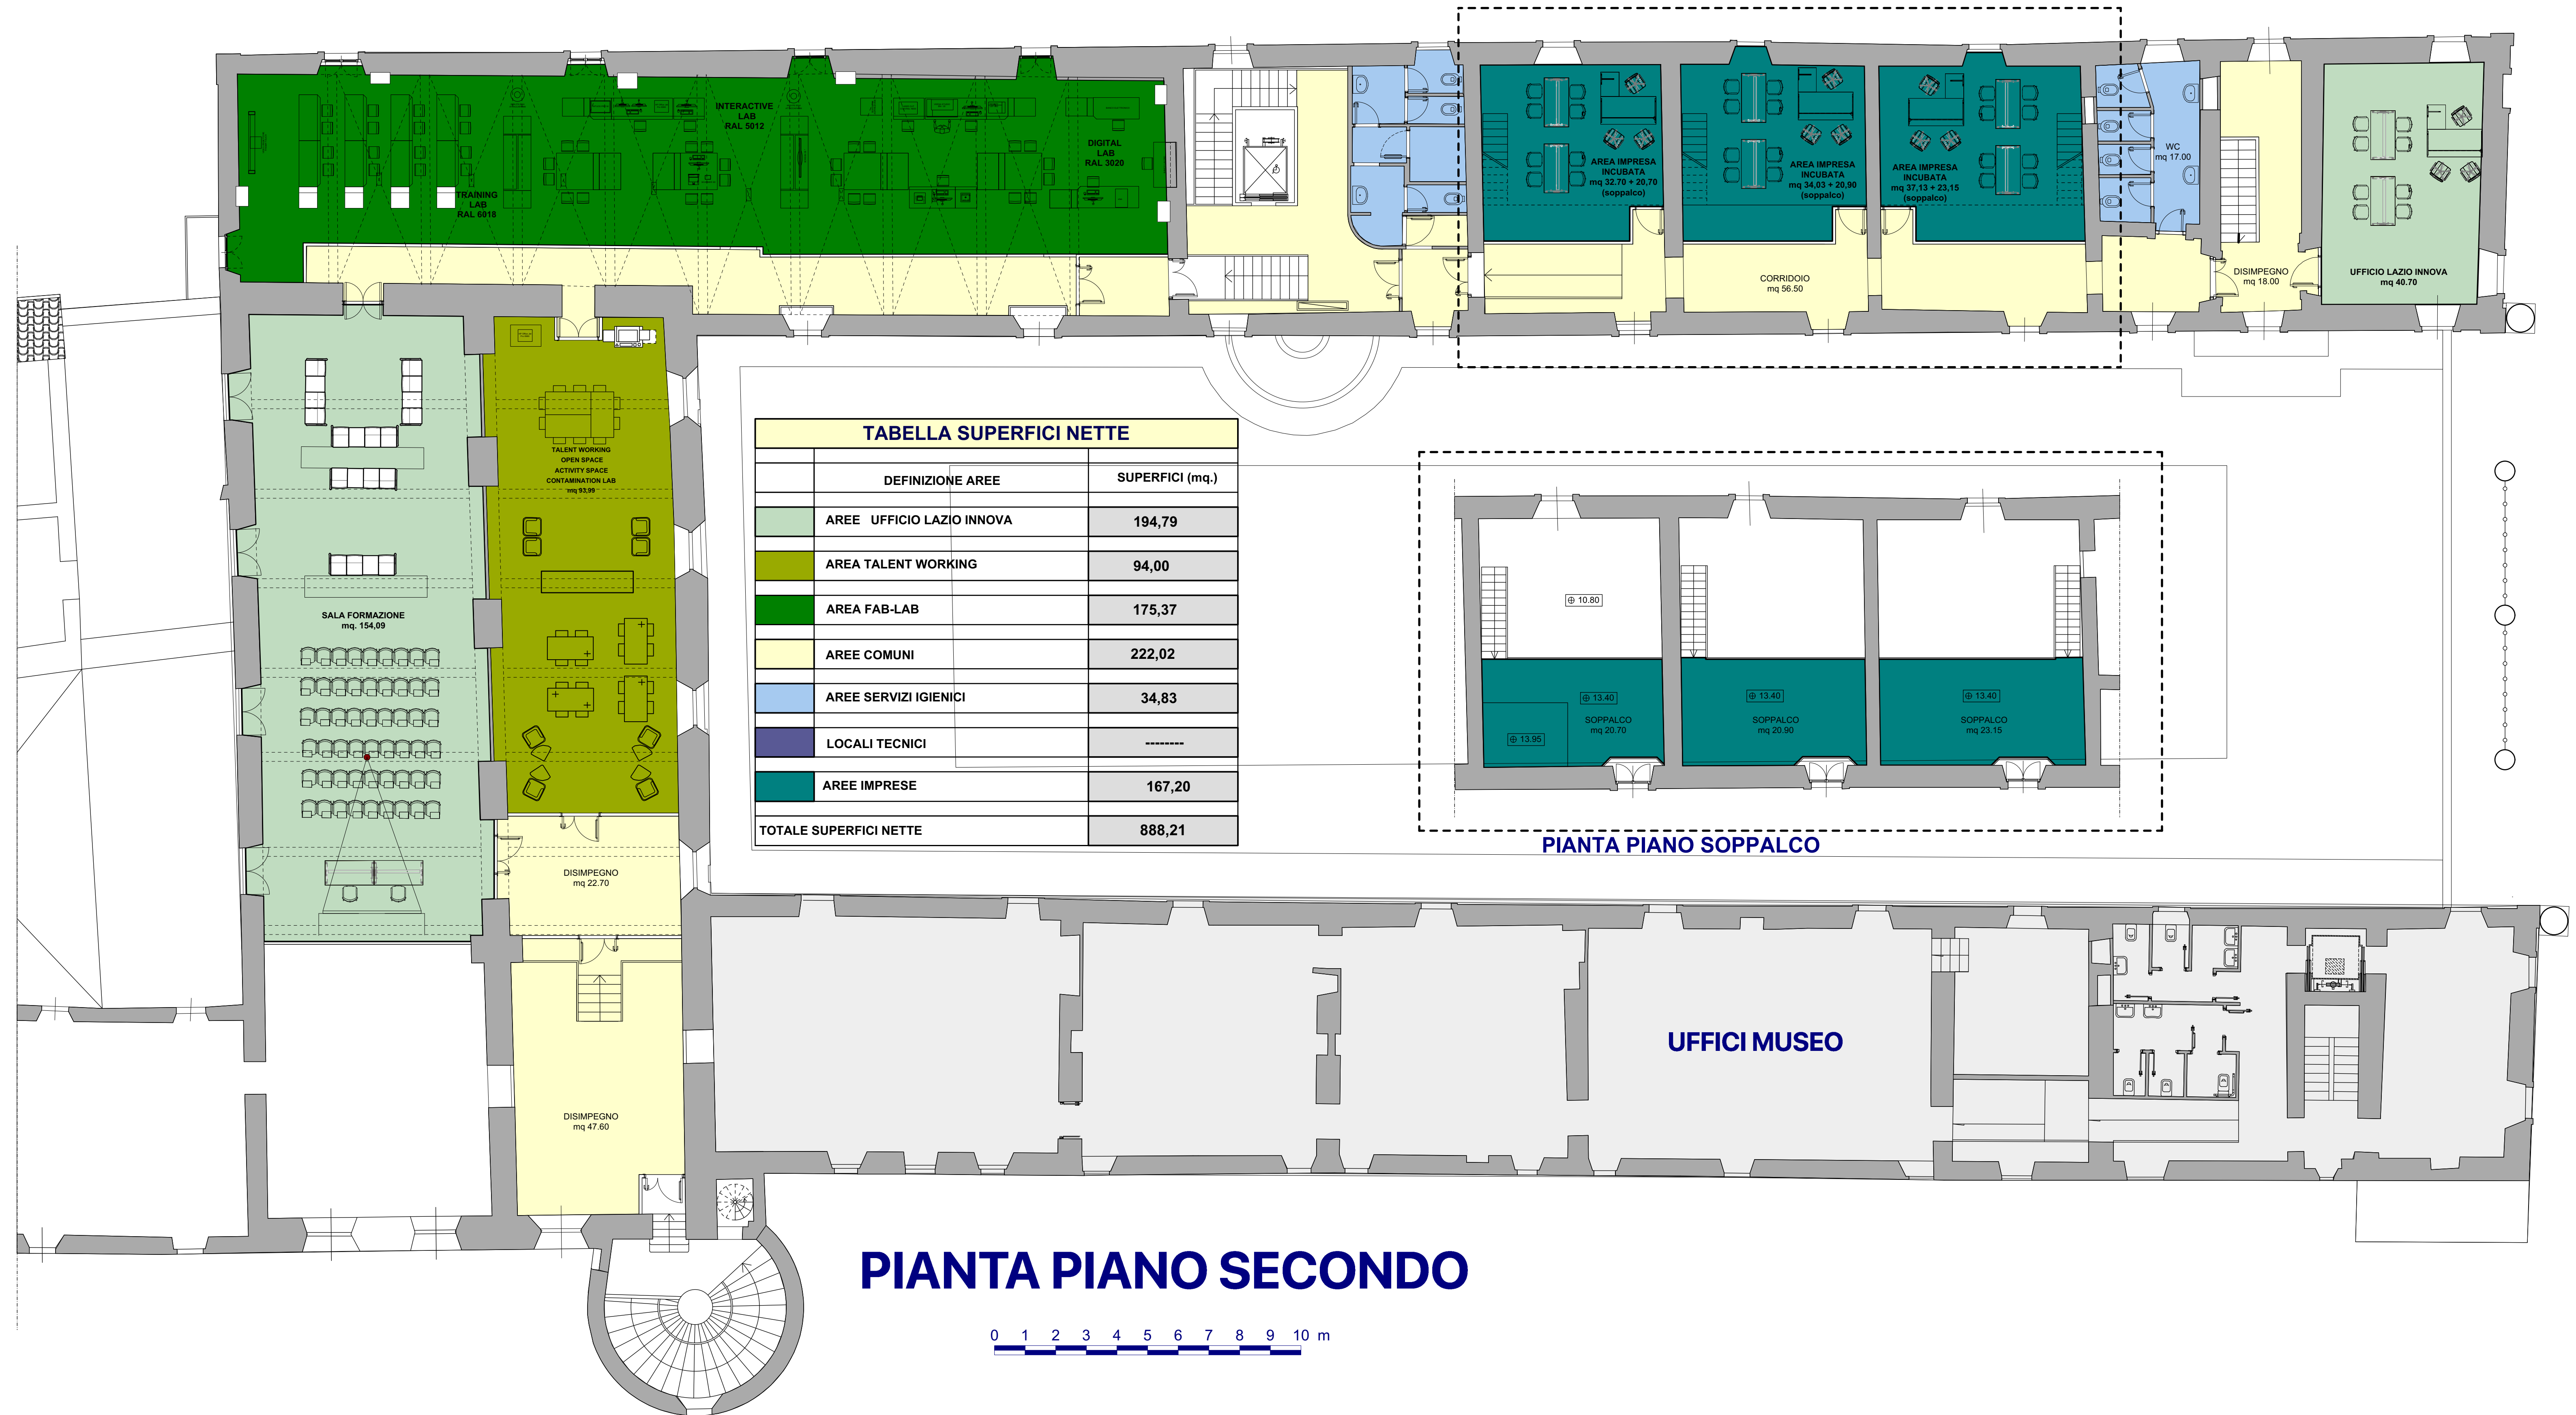 INTERACTIVE
LAB
RAL 5012
DIGITAL
LAB
RAL 3020
TRAINING
LAB
RAL 6018
AREA IMPRESA
INCUBATA
mq 32.70 + 20,70
(soppalco)
AREA IMPRESA
INCUBATA
mq 34,03 + 20,90
(soppalco)
AREA IMPRESA
INCUBATA
mq 37,13 + 23,15
(soppalco)
WC
mq 17.00
CORRIDOIO
mq 56.50
DISIMPEGNO
mq 18.00
UFFICIO LAZIO INNOVA
mq 40.70
TALENT WORKING
OPEN SPACE
ACTIVITY SPACE
CONTAMINATION LAB
mq 93,99
SALA FORMAZIONE
mq. 154,09
DISIMPEGNO
mq 22.70
DISIMPEGNO
mq 47.60
TABELLA SUPERFICI NETTE
DEFINIZIONE AREE SUPERFICI (mq.)
AREE UFFICIO LAZIO INNOVA 194,79
AREA TALENT WORKING 94,00
AREA FAB-LAB 175,37
AREE COMUNI 222,02
AREE SERVIZI IGIENICI 34,83
LOCALI TECNICI --------
AREE IMPRESE 167,20
TOTALE SUPERFICI NETTE 888,21
10.80
13.40
13.40
13.40
SOPPALCO
mq 20.70
SOPPALCO
mq 20.90
SOPPALCO
mq 23.15
13.95
PIANTA PIANO SOPPALCO
UFFICI MUSEO
PIANTA PIANO SECONDO
0 1 2 3 4 5 6 7 8 9 10 m